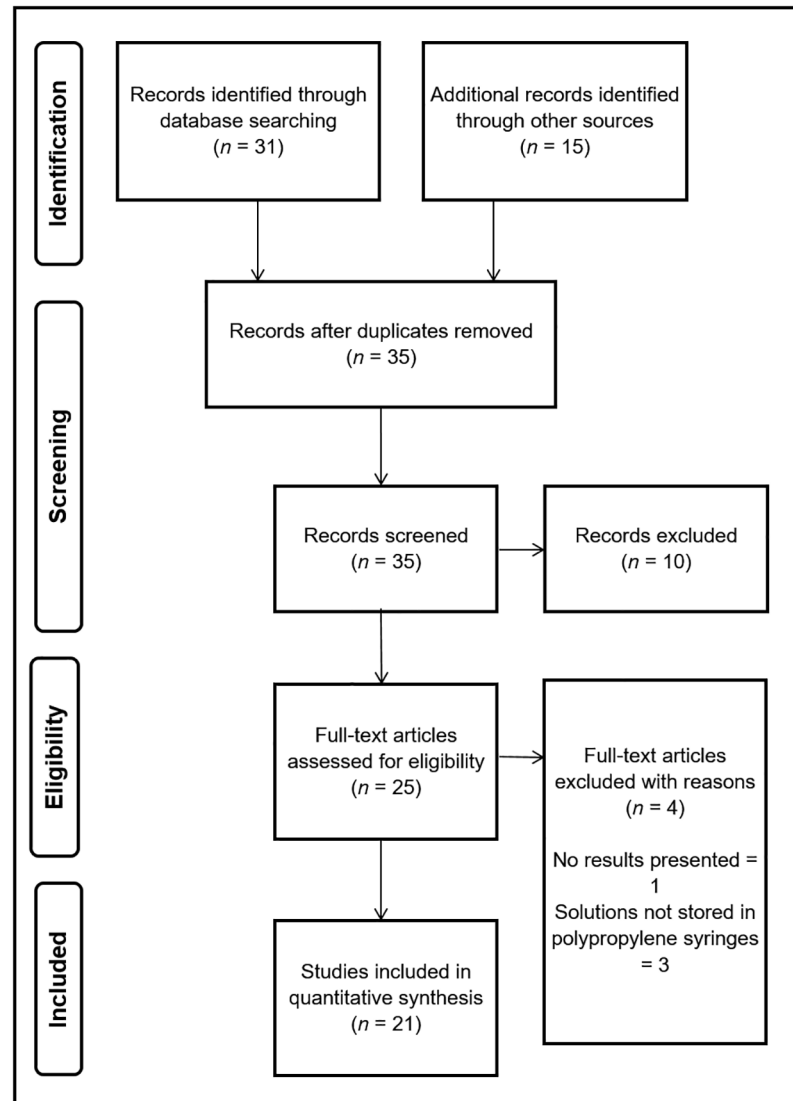 Identification
Records identified through
database searching
(n = 31)
Additional records identified
through other sources
(n = 15)
Screening
Records after duplicates removed
(n = 35)
Records screened
(n = 35)
Records excluded
(n = 10)
Eligibility
Full-text articles
assessed for eligibility
(n = 25)
Full-text articles
excluded with reasons
(n = 4)
No results presented =
1
Solutions not stored in
polypropylene syringes
= 3
Included
Studies included in
quantitative synthesis
(n = 21)